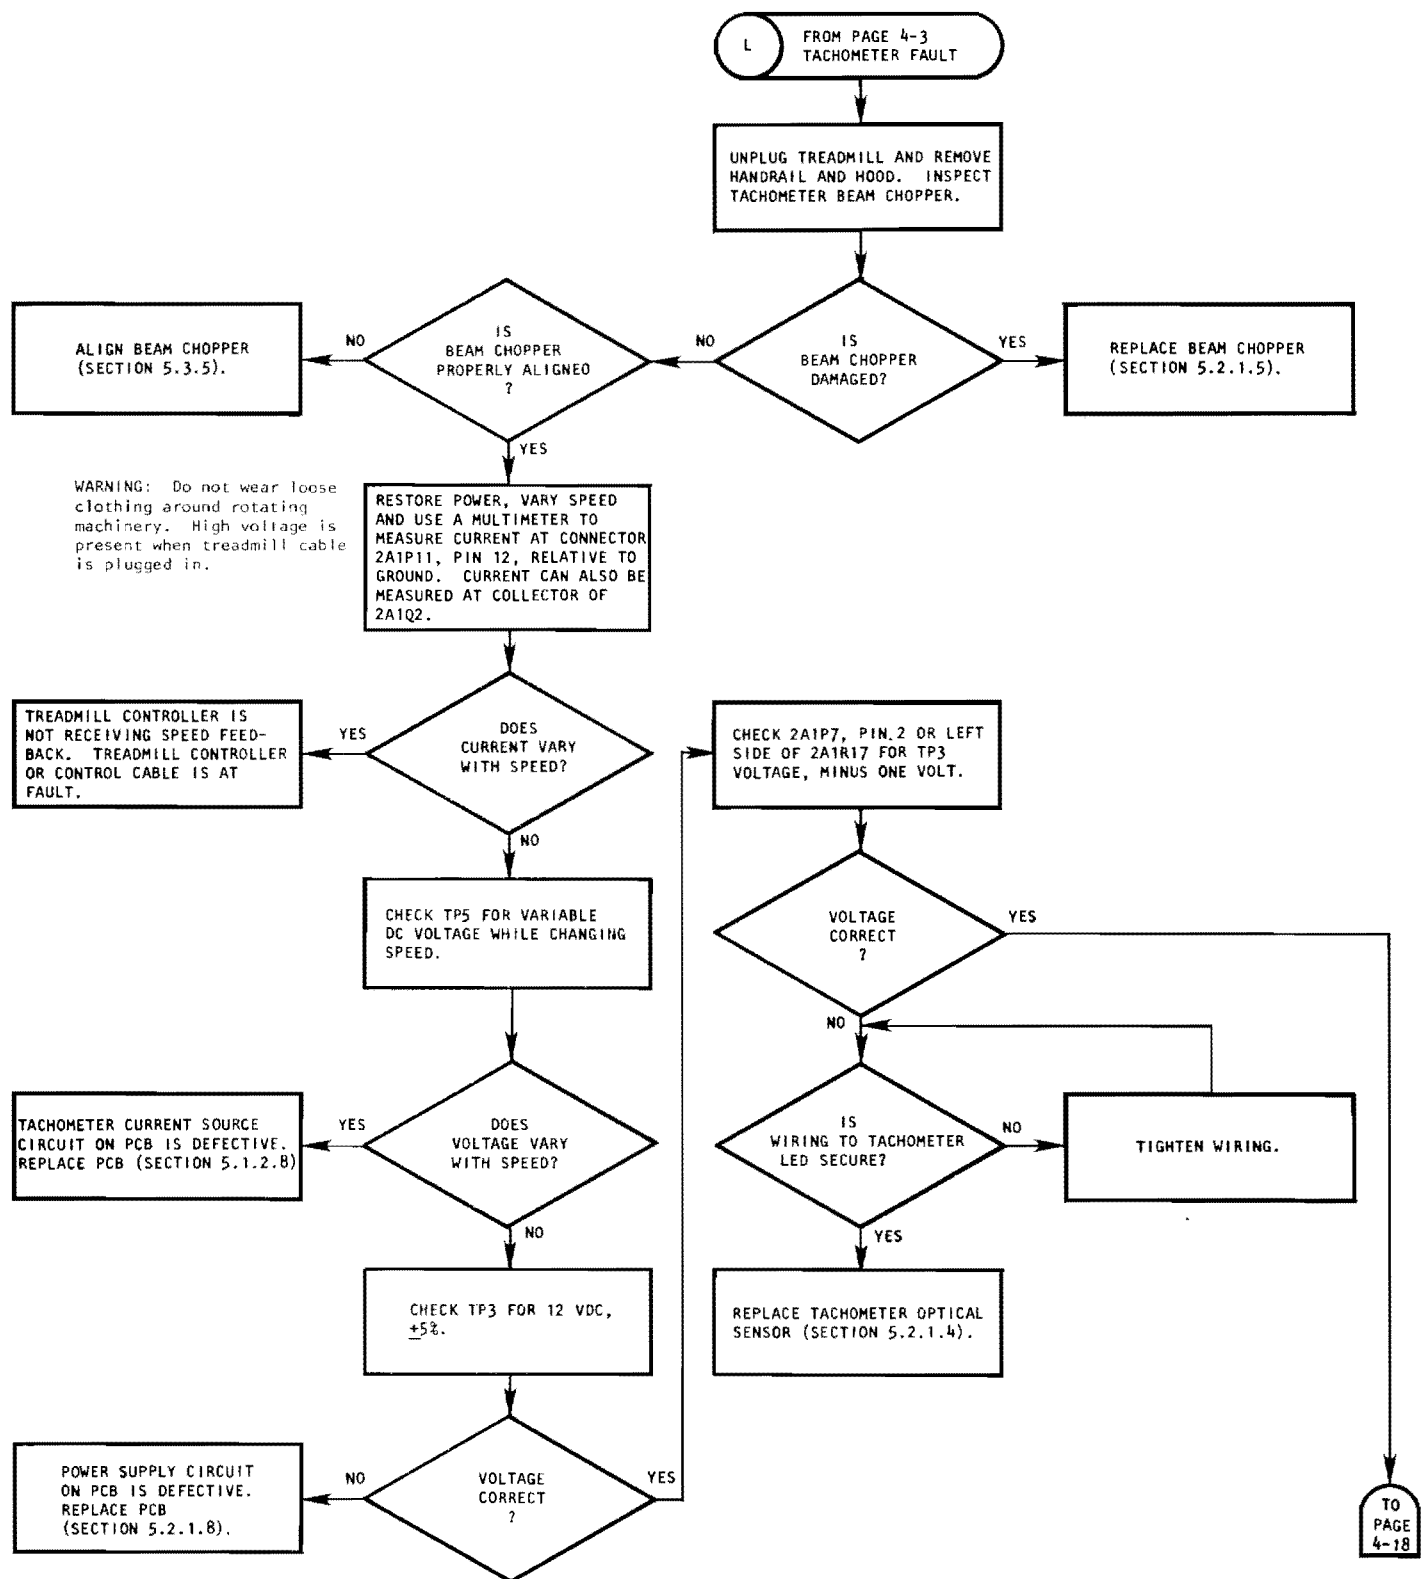 L
FROM PAGE 4-3
TACHOMETER FAULT
UNPLUG TREADMILL AND REMOVE
HANDRAIL AND HOOD. INSPECT
TACHOMETER BEAM CHOPPER.
ALIGN BEAM CHOPPER
(SECTION 5.3.5).
NO
IS
BEAM CHOPPER
PROPERLY ALIGNED
?
NO
IS
BEAM CHOPPER
DAMAGED?
YES
REPLACE BEAM CHOPPER
(SECTION 5.2.1.5).
YES
WARNING: Do not wear loose
clothing around rotating
machinery. High voltage is
present when treadmill cable
is plugged in.
RESTORE POWER, VARY SPEED
AND USE A MULTIMETER TO
MEASURE CURRENT AT CONNECTOR
2A1P11, PIN 12, RELATIVE TO
GROUND. CURRENT CAN ALSO BE
MEASURED AT COLLECTOR OF
2A1Q2.
TREADMILL CONTROLLER IS
NOT RECEIVING SPEED FEED-
BACK. TREADMILL CONTROLLER
OR CONTROL CABLE IS AT
FAULT.
YES
DOES
CURRENT VARY
WITH SPEED?
NO
CHECK TP5 FOR VARIABLE
DC VOLTAGE WHILE CHANGING
SPEED.
TACHOMETER CURRENT SOURCE
CIRCUIT ON PCB IS DEFECTIVE.
REPLACE PCB (SECTION 5.1.2.8)
YES
DOES
VOLTAGE VARY
WITH SPEED?
NO
CHECK TP3 FOR 12 VDC,
±5%.
POWER SUPPLY CIRCUIT
ON PCB IS DEFECTIVE.
REPLACE PCB
(SECTION 5.2.1.8).
NO
VOLTAGE
CORRECT
?
YES
CHECK 2A1P7, PIN.2 OR LEFT
SIDE OF 2A1R17 FOR TP3
VOLTAGE, MINUS ONE VOLT.
VOLTAGE
CORRECT
?
YES
NO
IS
WIRING TO TACHOMETER
LED SECURE?
NO
TIGHTEN WIRING.
YES
REPLACE TACHOMETER OPTICAL
SENSOR (SECTION 5.2.1.4).
TO
PAGE
4-18